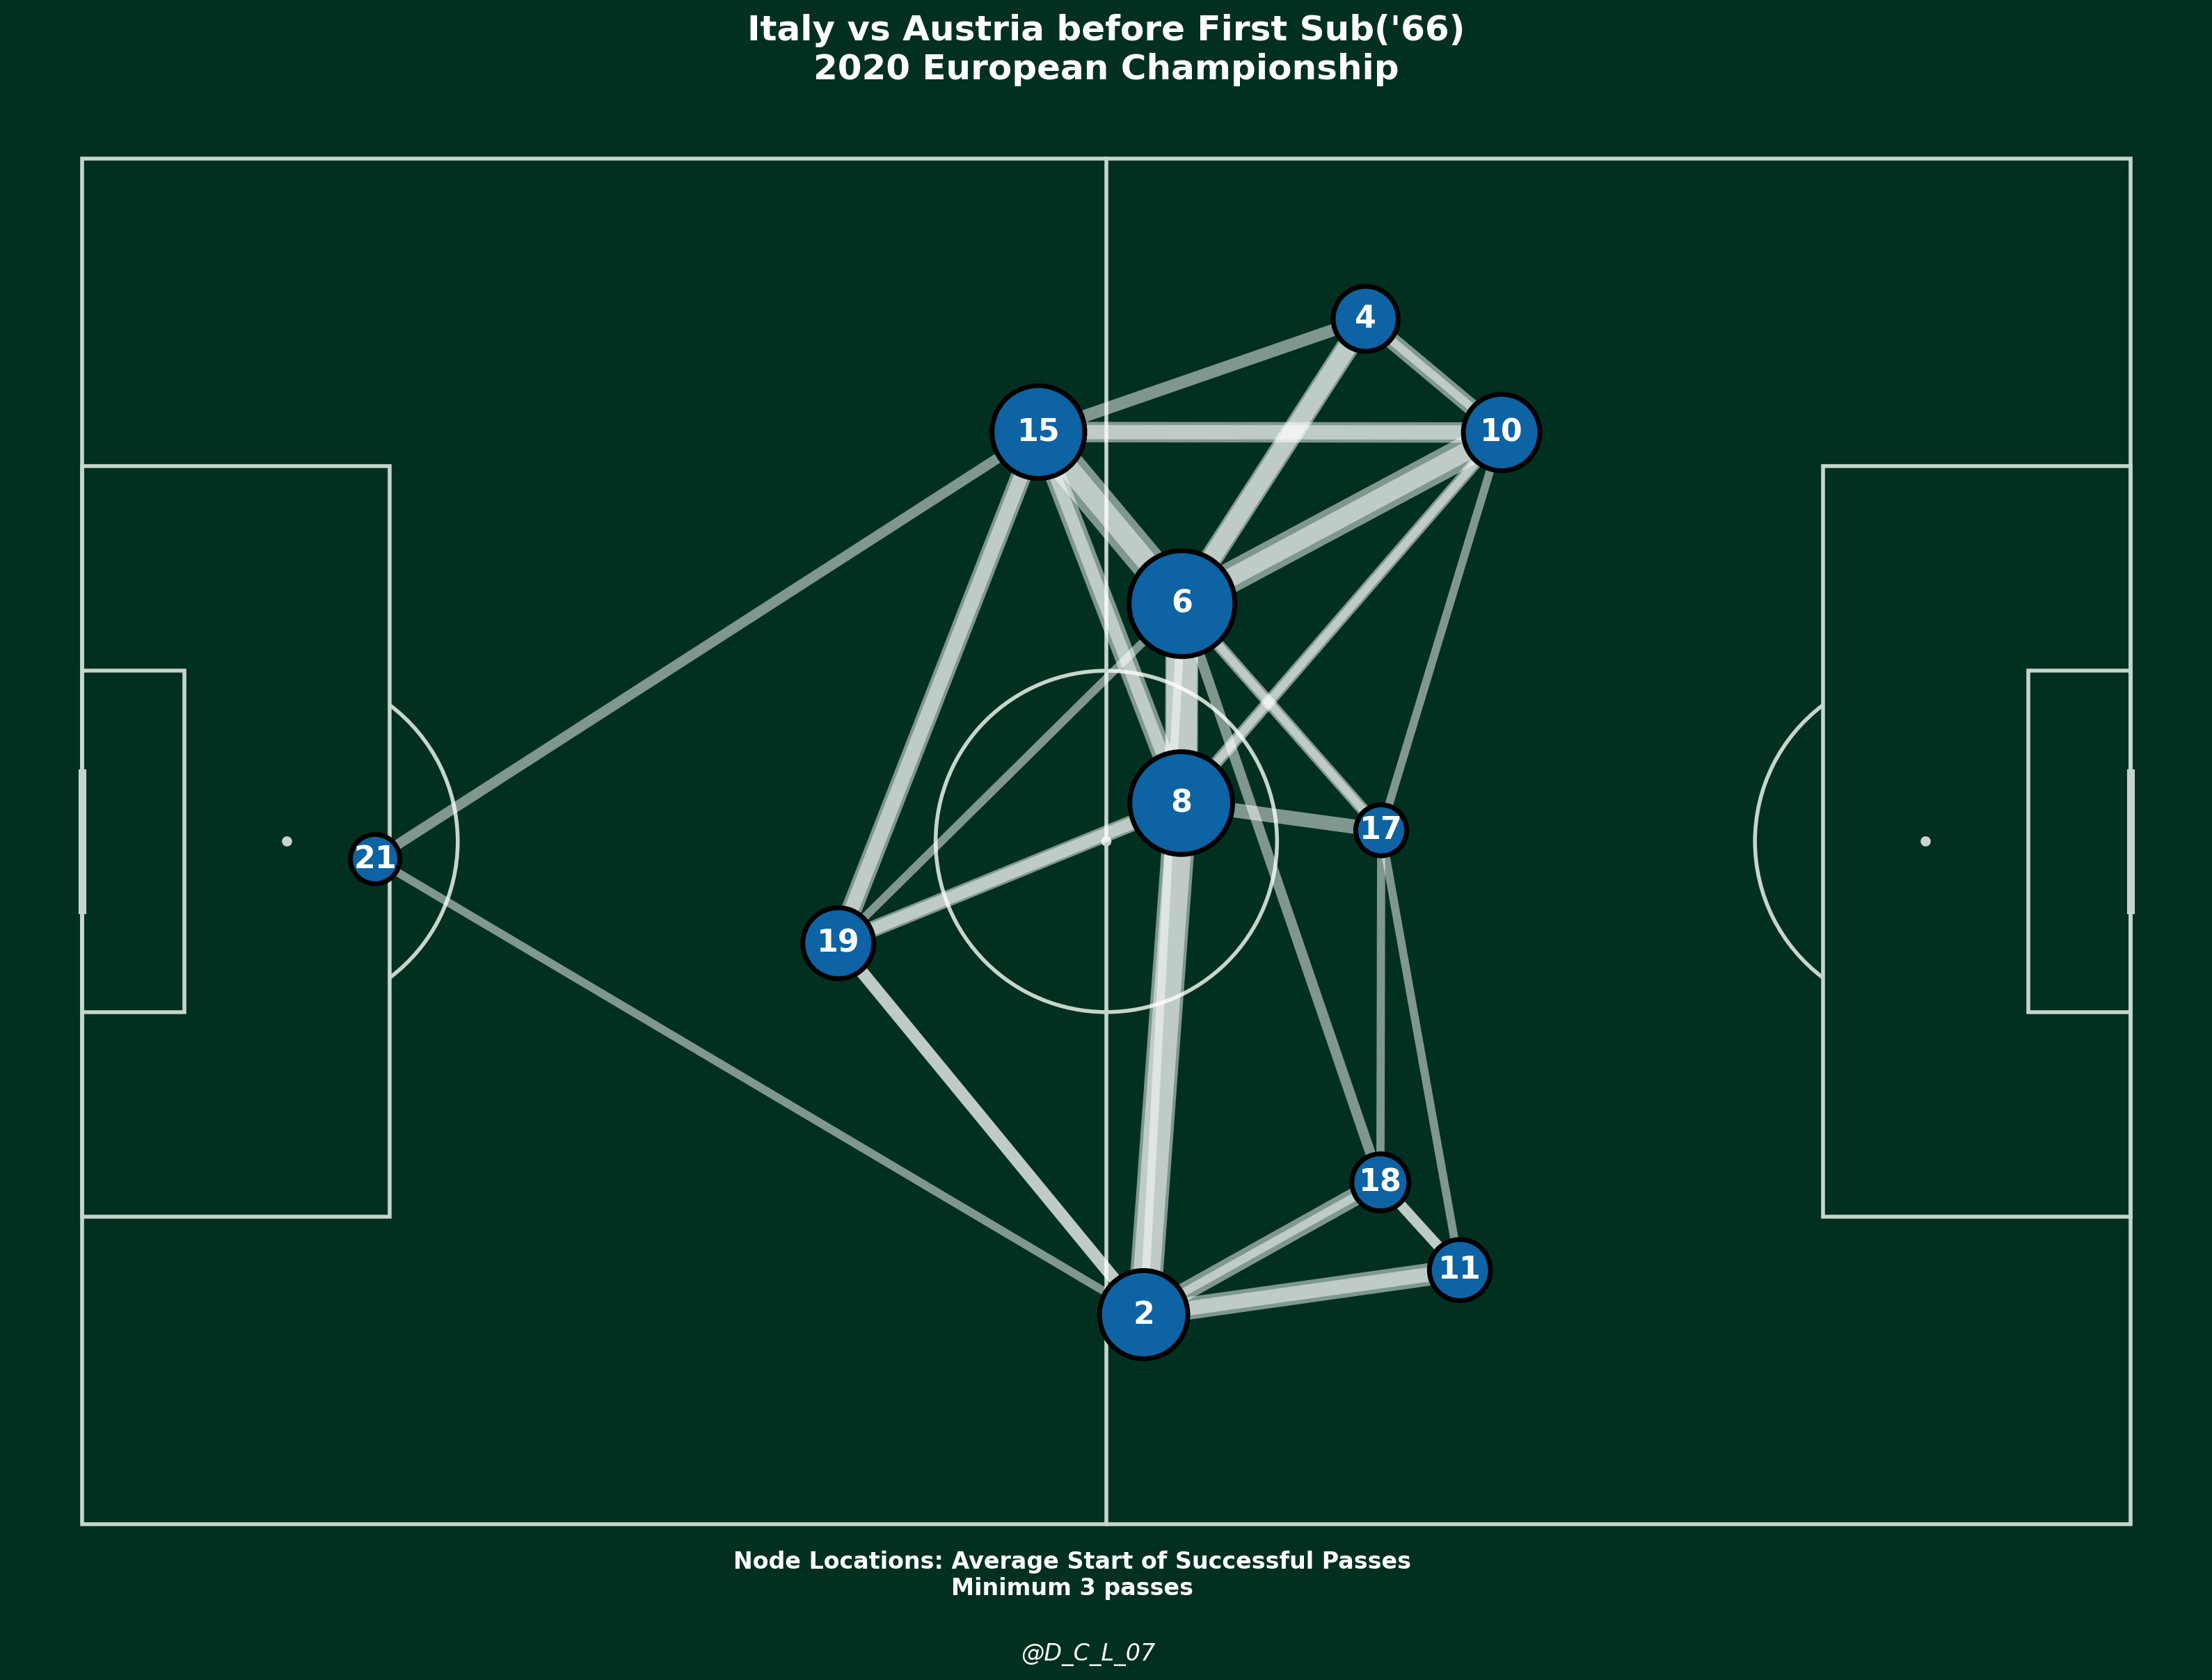 Italy vs Austria before First Sub('66)
2020 European Championship
4
15
10
6
8
17
21
19
18
11
2
Node Locations: Average Start of Successful Passes
Minimum 3 passes
@D_C_L_07